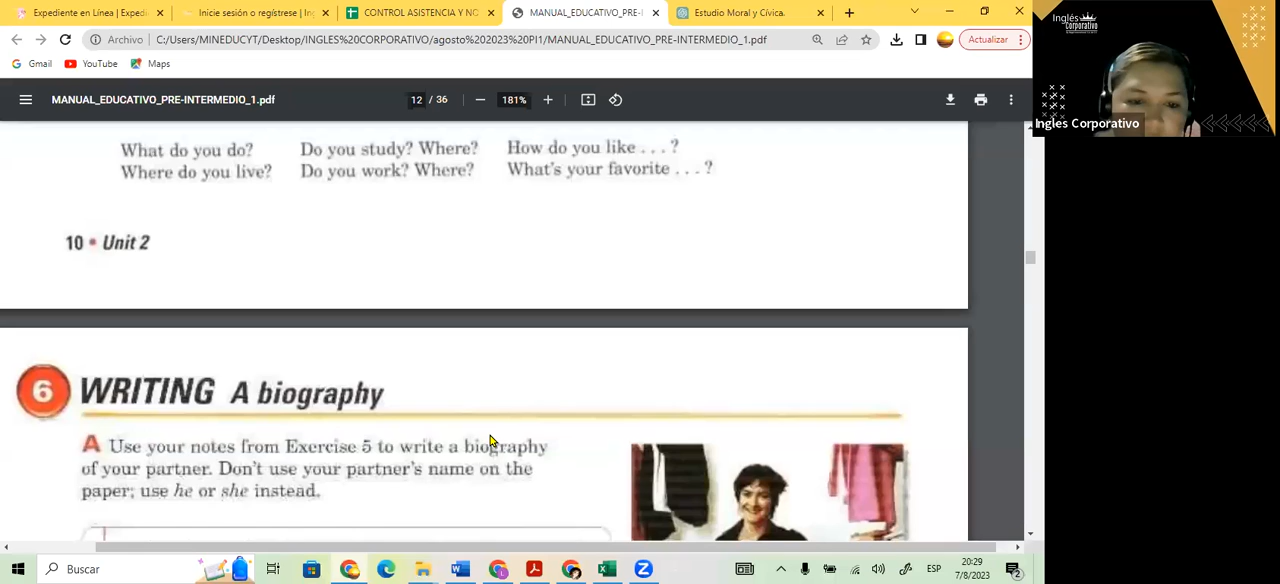 Expediente en Línea | Expedi
Inicie sesión o regístrese | In
CONTROL ASISTENCIA Y NO
MANUAL_EDUCATIVO_PRE-I
Estudio Moral y Cívica.
Archivo C:/Users/MINEDUCYT/Desktop/INGLES%20CORPORATIVO/agosto%202023%20PI1/MANUAL_EDUCATIVO_PRE-INTERMEDIO_1.pdf
Actualizar
Gmail YouTube Maps
MANUAL_EDUCATIVO_PRE-INTERMEDIO_1.pdf
12 / 36
181%
Inglés
Corporativo
Ingles Corporativo
What do you do? Do you study? Where? How do you like . . . ?
Where do you live? Do you work? Where? What's your favorite . . . ?
10 • Unit 2
6 WRITING A biography
A Use your notes from Exercise 5 to write a biography
of your partner. Don't use your partner's name on the
paper; use he or she instead.
Buscar
ESP
20:29
7/8/2023
2